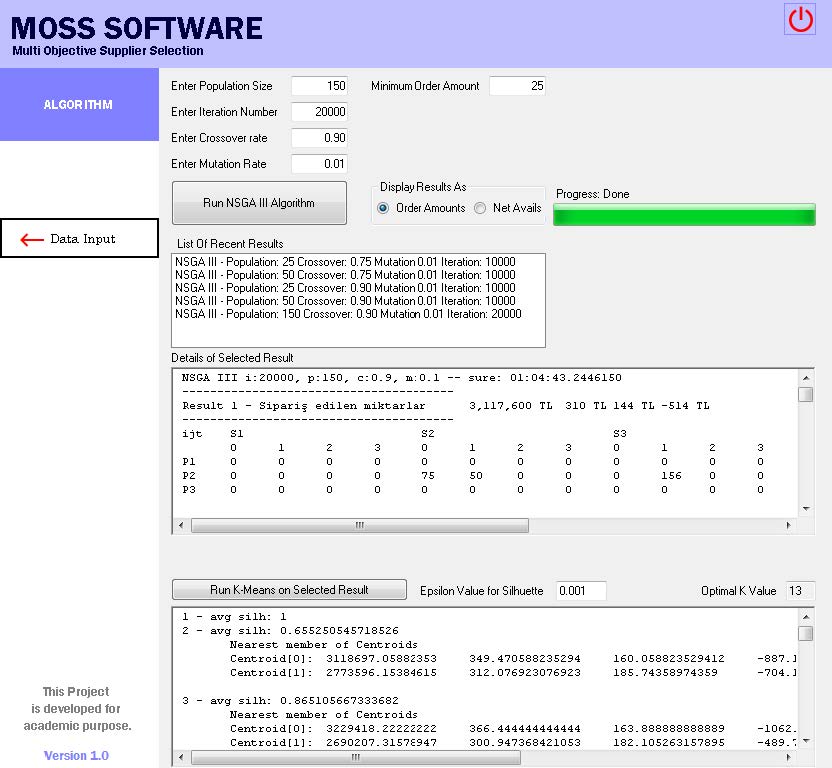 MOSS SOFTWARE
Multi Objective Supplier Selection
ALGORITHM
Data Input
Enter Population Size 150 Minimum Order Amount 25
Enter Iteration Number 20000
Enter Crossover rate 0.90
Enter Mutation Rate 0.01
Run NSGA III Algorithm
Display Results As
Order Amounts Net Avails
Progress: Done
List Of Recent Results
NSGA III - Population: 25 Crossover: 0.75 Mutation 0.01 Iteration: 10000
NSGA III - Population: 50 Crossover: 0.75 Mutation 0.01 Iteration: 10000
NSGA III - Population: 25 Crossover: 0.90 Mutation 0.01 Iteration: 10000
NSGA III - Population: 50 Crossover: 0.90 Mutation 0.01 Iteration: 10000
NSGA III - Population: 150 Crossover: 0.90 Mutation 0.01 Iteration: 20000
Details of Selected Result
NSGA III i:20000, p:150, c:0.9, m:0.1 -- sure: 01:04:43.2446150
----------------------------------
Result 1 - Sipariş edilen miktarlar 3,117,600 TL 310 TL 144 TL -514 TL
----------------------------------
ijt S1 S2 S3
0 1 2 3 0 1 2 3 0 1 2 3
P1 0 0 0 0 0 0 0 0 0 0 0 0
P2 0 0 0 0 75 50 0 0 0 156 0 0
P3 0 0 0 0 0 0 0 0 0 0 0 0
Run K-Means on Selected Result Epsilon Value for Silhuette 0.001 Optimal K Value 13
1 - avg silh: 1
2 - avg silh: 0.655250545718526
Nearest member of Centroids
Centroid[0]: 3118697.05882353 349.470588235294 160.058823529412 -887.1
Centroid[1]: 2773596.15384615 312.076923076923 185.74358974359 -704.1
3 - avg silh: 0.865105667333682
Nearest member of Centroids
Centroid[0]: 3229418.22222222 366.444444444444 163.888888888889 -1062.
Centroid[1]: 2690207.31578947 300.947368421053 182.105263157895 -489.7
This Project
is developed for
academic purpose.
Version 1.0